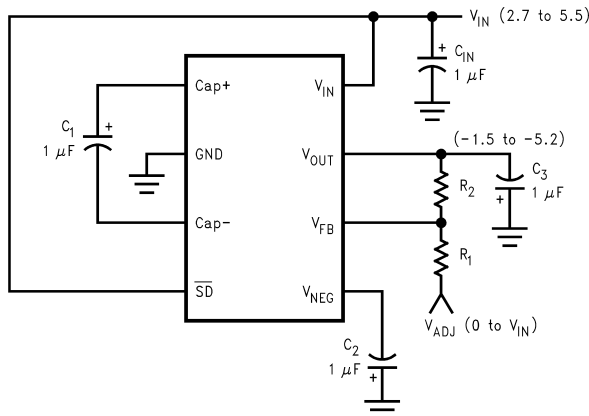 V_IN (2.7 to 5.5)
+
C_IN
1 μF
Cap+
V_IN
C_1
+
1 μF
GND
V_OUT
(−1.5 to −5.2)
R_2
C_3
+
1 μF
Cap−
V_FB
R_1
S̅D̅
V_NEG
V_ADJ (0 to V_IN)
C_2
1 μF
+